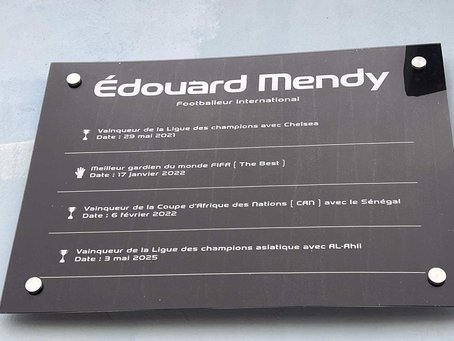 Édouard Mendy
Footballeur International
Vainqueur de la Ligue des champions avec Chelsea
Date : 29 mai 2021
Meilleur gardien du monde FIFA ( The Best )
Date : 17 janvier 2022
Vainqueur de la Coupe d'Afrique des Nations ( CAN ) avec le Sénégal
Date : 6 février 2022
Vainqueur de la Ligue des champions asiatique avec AL-Ahli
Date : 3 mai 2025